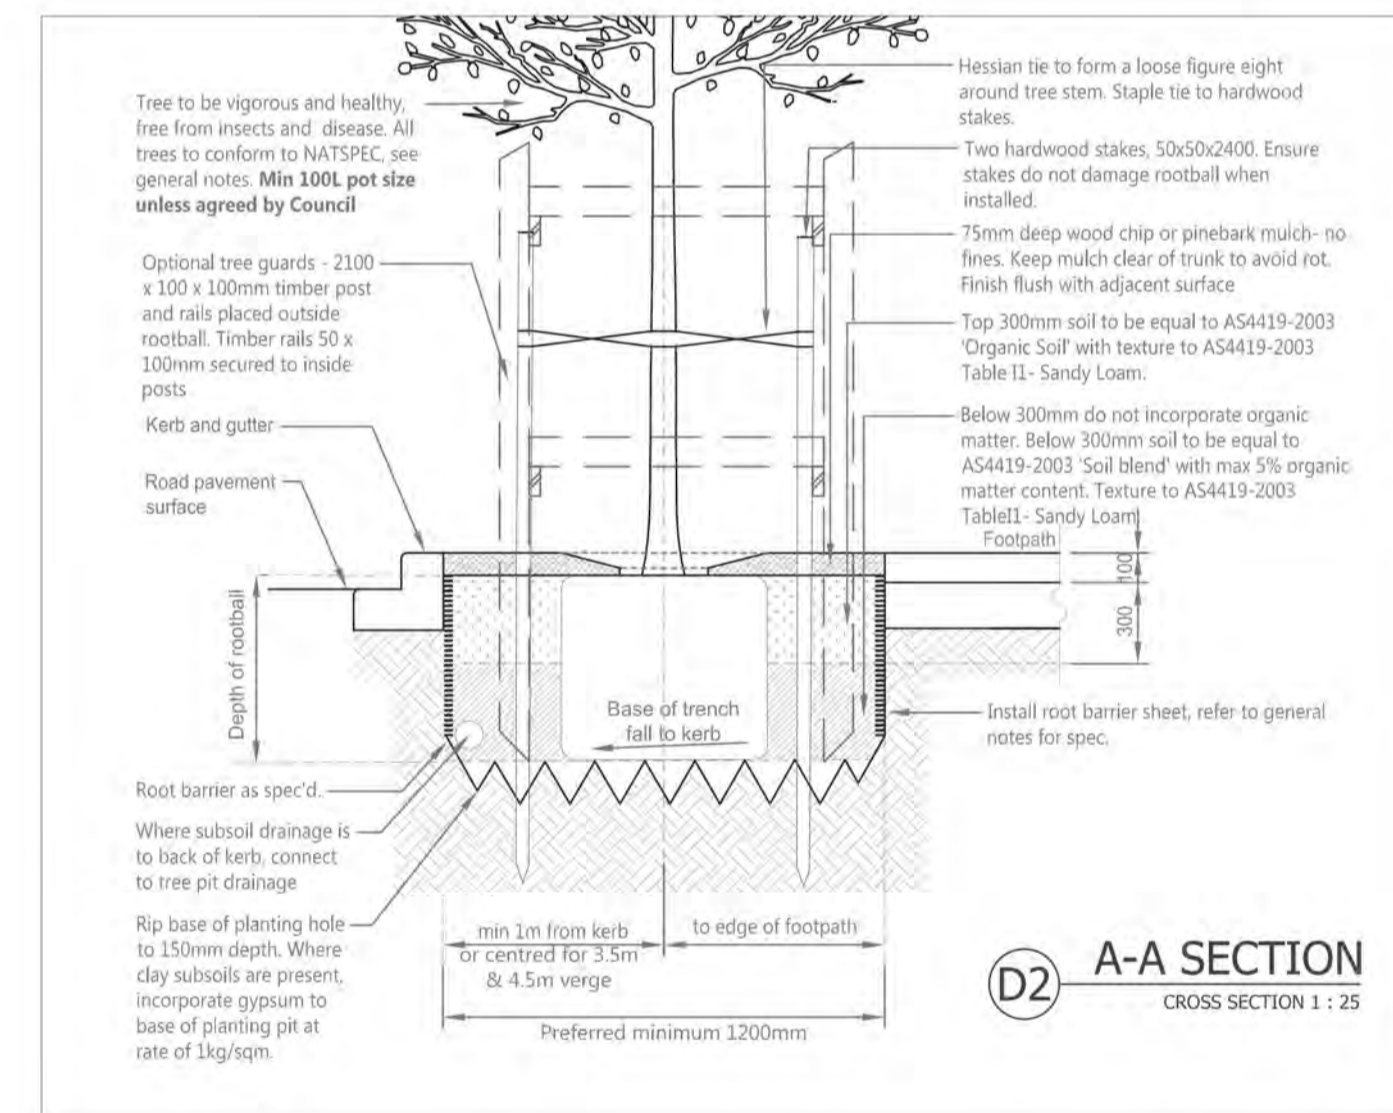 Tree to be vigorous and healthy,
free from insects and disease. All
trees to conform to NATSPEC, see
general notes. Min 100L pot size
unless agreed by Council
Optional tree guards - 2100
x 100 x 100mm timber post
and rails placed outside
rootball. Timber rails 50 x
100mm secured to inside
posts
Kerb and gutter
Road pavement
surface
Depth of rootball
Root barrier as spec'd.
Where subsoil drainage is
to back of kerb, connect
to tree pit drainage
Rip base of planting hole
to 150mm depth. Where
clay subsoils are present,
incorporate gypsum to
base of planting pit at
rate of 1kg/sqm.
Hessian tie to form a loose figure eight
around tree stem. Staple tie to hardwood
stakes.
Two hardwood stakes, 50x50x2400. Ensure
stakes do not damage rootball when
installed.
75mm deep wood chip or pinebark mulch- no
fines. Keep mulch clear of trunk to avoid rot.
Finish flush with adjacent surface
Top 300mm soil to be equal to AS4419-2003
'Organic Soil' with texture to AS4419-2003
Table I1- Sandy Loam.
Below 300mm do not incorporate organic
matter. Below 300mm soil to be equal to
AS4419-2003 'Soil blend' with max 5% organic
matter content. Texture to AS4419-2003
TableI1- Sandy Loam
Footpath
100
300
Install root barrier sheet, refer to general
notes for spec.
Base of trench
fall to kerb
min 1m from kerb
or centred for 3.5m
& 4.5m verge
to edge of footpath
Preferred minimum 1200mm
D2
A-A SECTION
CROSS SECTION 1 : 25